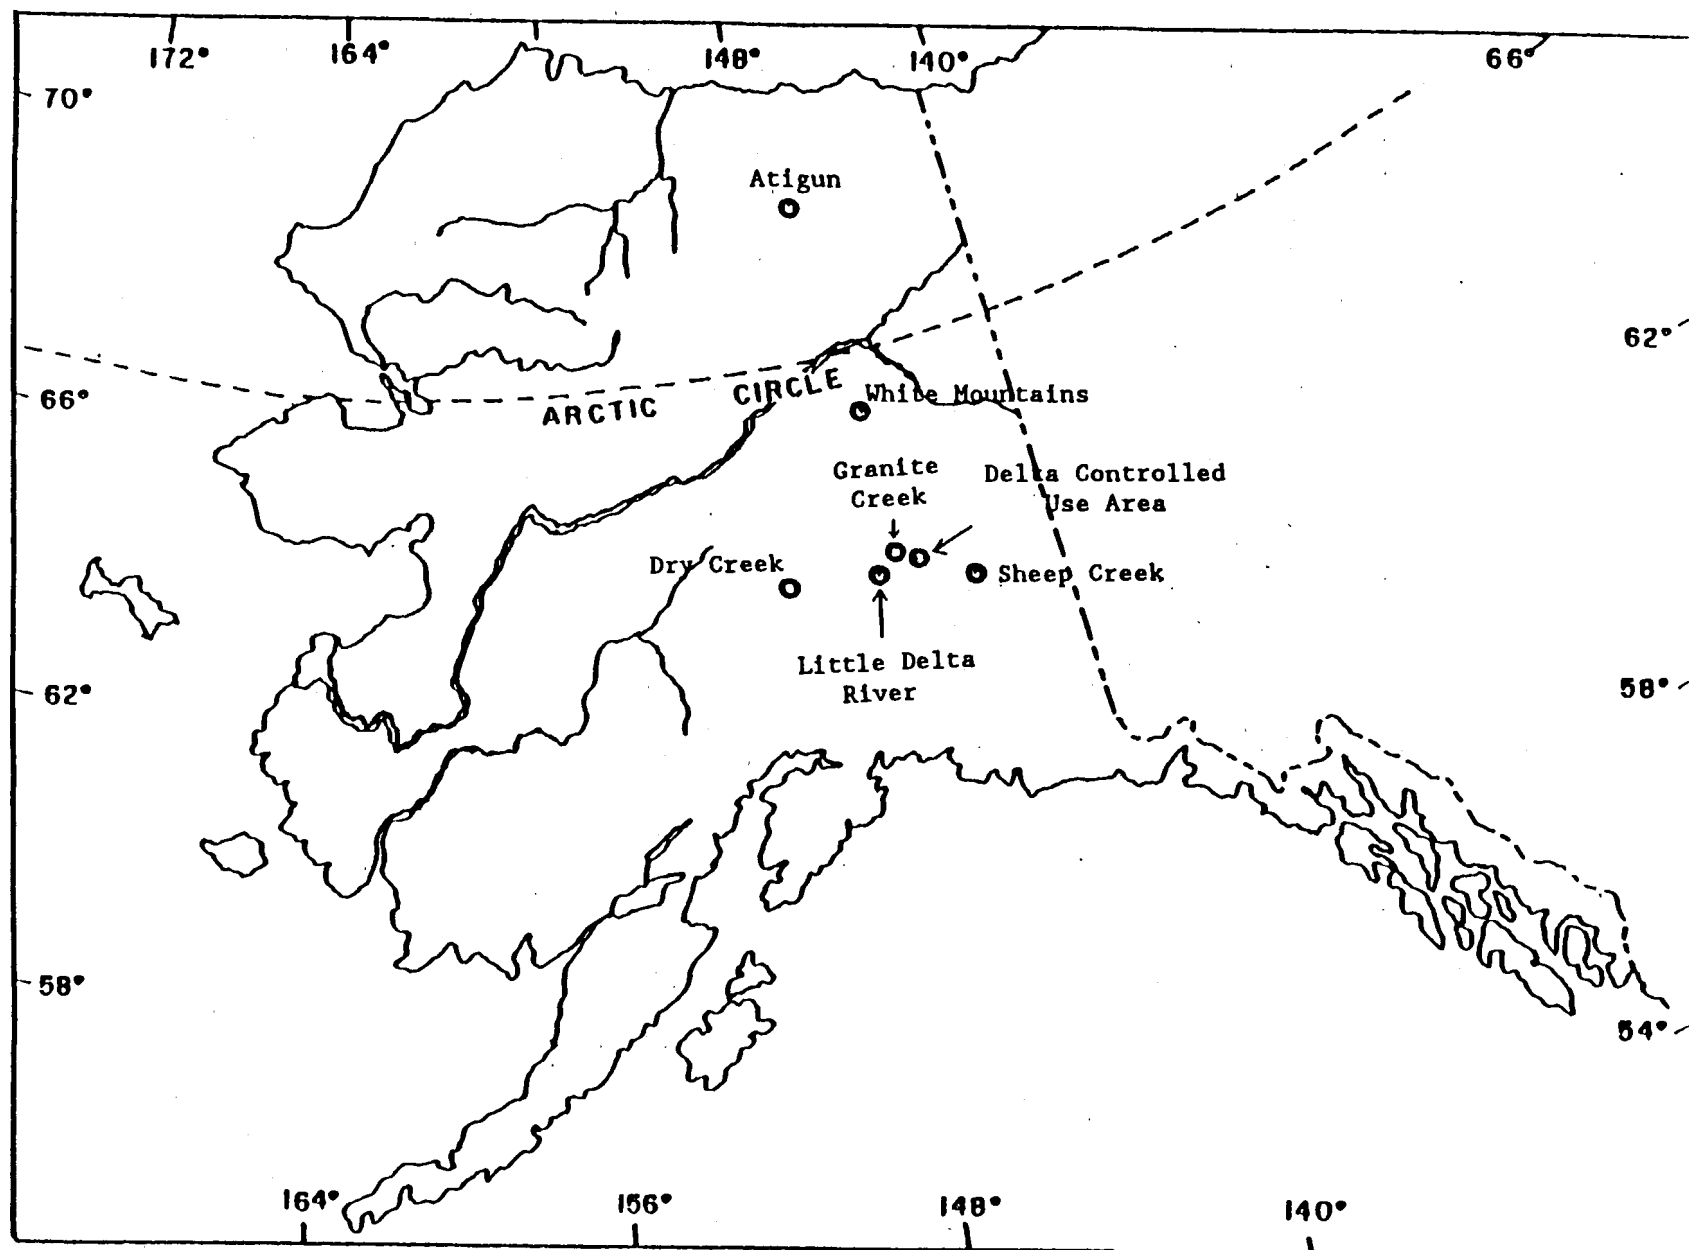 172°
164°
148°
140°
66°
70°
Atigun
62°
66°
ARCTIC CIRCLE
White Mountains
Granite
Creek
Delta Controlled
Use Area
Dry Creek
Sheep Creek
Little Delta
River
62°
58°
58°
54°
164°
156°
148°
140°